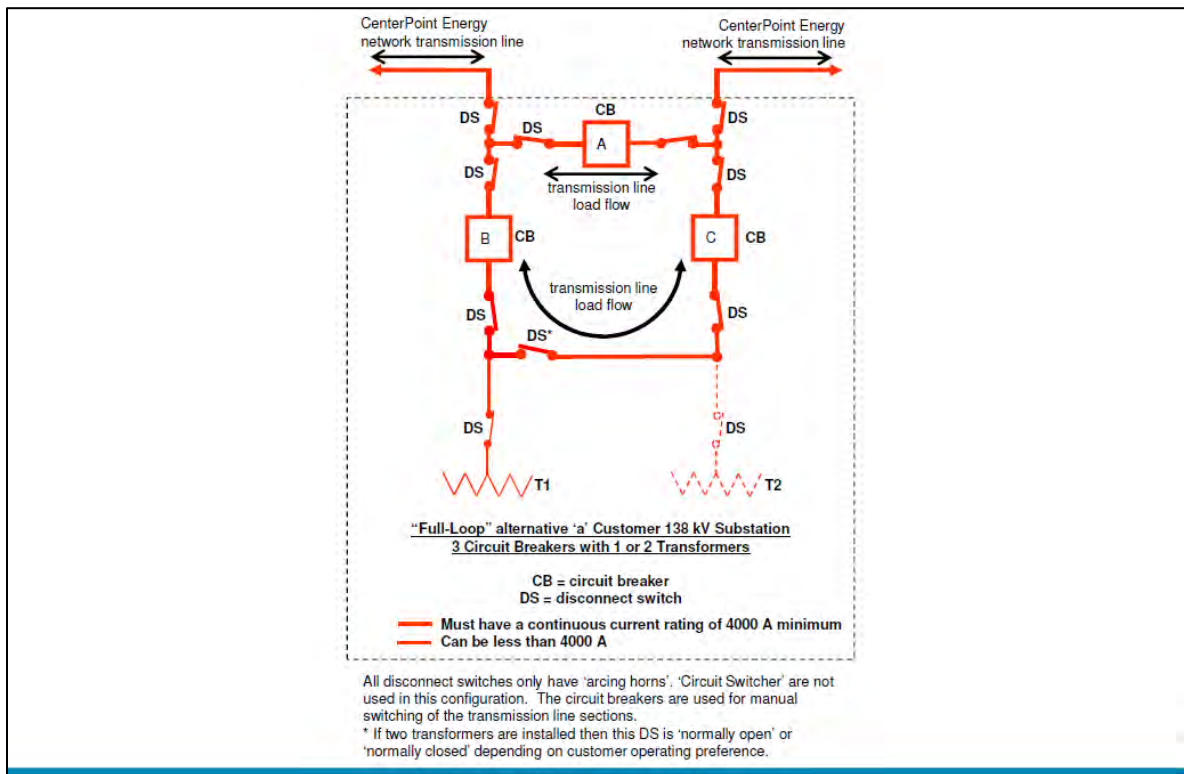 CenterPoint Energy
network transmission line
CenterPoint Energy
network transmission line
DS
DS
CB
A
DS
DS
transmission line
load flow
DS
B
CB
C
CB
transmission line
load flow
DS
DS*
DS
DS
DS
T1
T2
“Full-Loop” alternative ‘a’ Customer 138 kV Substation
3 Circuit Breakers with 1 or 2 Transformers
CB = circuit breaker
DS = disconnect switch
Must have a continuous current rating of 4000 A minimum
Can be less than 4000 A
All disconnect switches only have ‘arcing horns’. ‘Circuit Switcher’ are not
used in this configuration. The circuit breakers are used for manual
switching of the transmission line sections.
* If two transformers are installed then this DS is ‘normally open’ or
‘normally closed’ depending on customer operating preference.